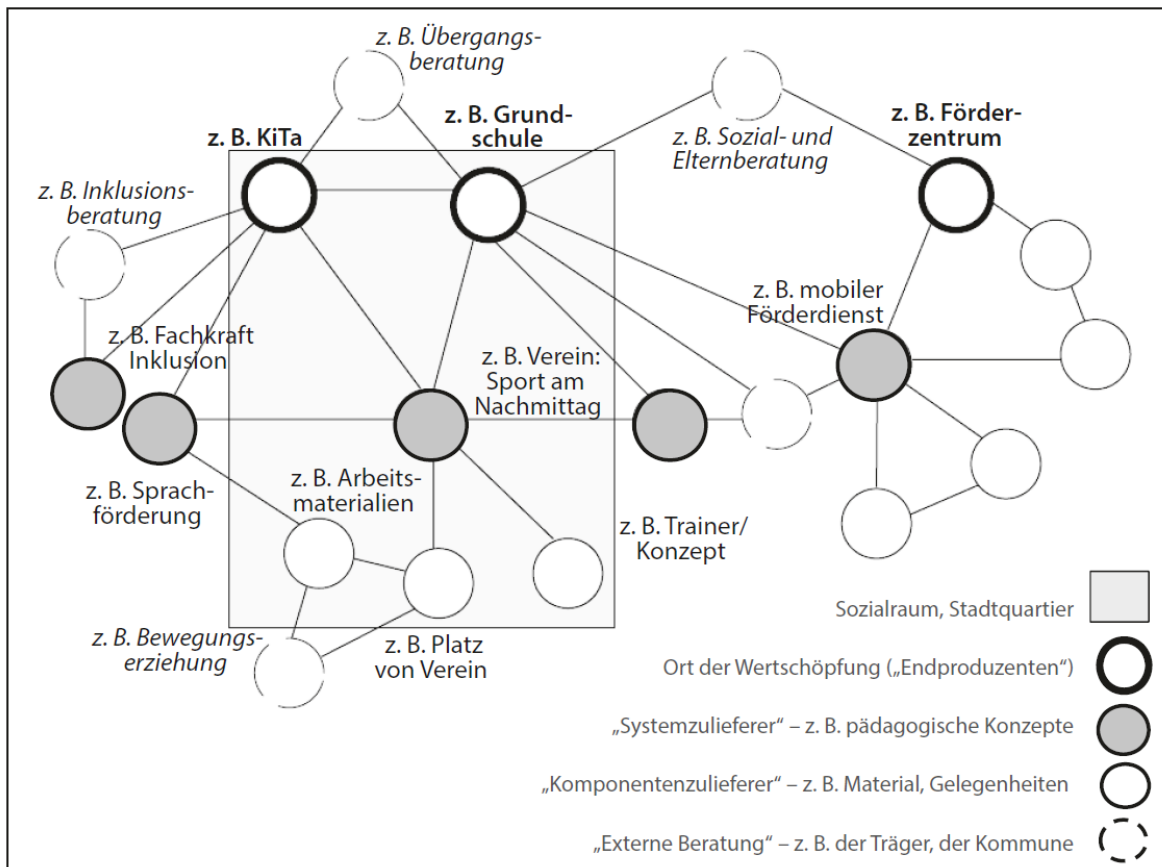 z. B. Übergangs-
beratung
z. B. KiTa
z. B. Grund-
schule
z. B. Sozial- und
Elternberatung
z. B. Förder-
zentrum
z. B. Inklusions-
beratung
z. B. Fachkraft
Inklusion
z. B. Verein:
Sport am
Nachmittag
z. B. mobiler
Förderdienst
z. B. Sprach-
förderung
z. B. Arbeits-
materialien
z. B. Trainer/
Konzept
z. B. Bewegungs-
erziehung
z. B. Platz
von Verein
Sozialraum, Stadtquartier
Ort der Wertschöpfung („Endproduzenten“)
„Systemzulieferer“ – z. B. pädagogische Konzepte
„Komponentenzulieferer“ – z. B. Material, Gelegenheiten
„Externe Beratung“ – z. B. der Träger, der Kommune